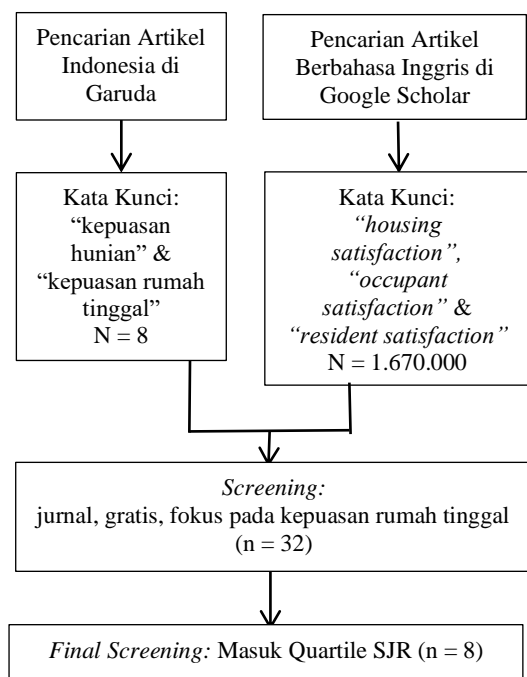 Pencarian Artikel
Indonesia di
Garuda
Pencarian Artikel
Berbahasa Inggris di
Google Scholar
Kata Kunci:
“kepuasan
hunian” &
“kepuasan rumah
tinggal”
N = 8
Kata Kunci:
“housing
satisfaction”,
“occupant
satisfaction” &
“resident satisfaction”
N = 1.670.000
Screening:
jurnal, gratis, fokus pada kepuasan rumah tinggal
(n = 32)
Final Screening: Masuk Quartile SJR (n = 8)